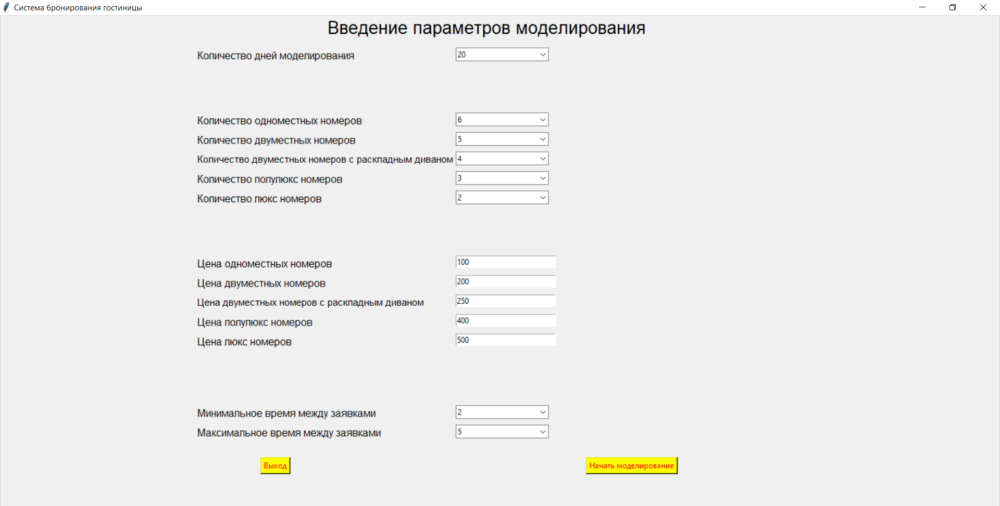 Система бронирования гостиницы
Введение параметров моделирования
Количество дней моделирования 20
Количество одноместных номеров 6
Количество двуместных номеров 5
Количество двуместных номеров с раскладным диваном 4
Количество полулюкс номеров 3
Количество люкс номеров 2
Цена одноместных номеров 100
Цена двуместных номеров 200
Цена двуместных номеров с раскладным диваном 250
Цена полулюкс номеров 400
Цена люкс номеров 500
Минимальное время между заявками 2
Максимальное время между заявками 5
Выход Начать моделирование